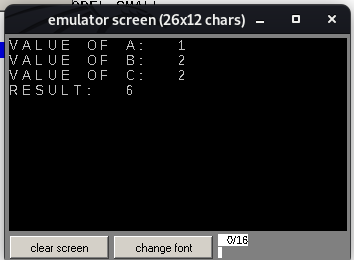 emulator screen (26x12 chars)
VALUE OF A: 1
VALUE OF B: 2
VALUE OF C: 2
RESULT: 6
clear screen
change font
0/16